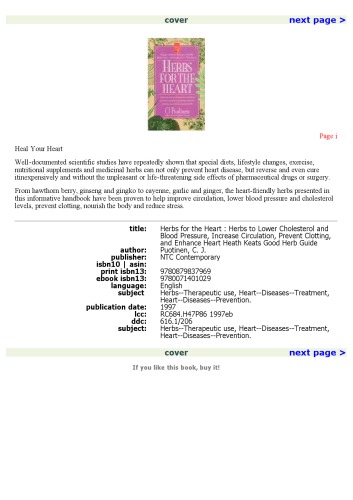 cover
next page >
HERBS
FOR THE
HEART
C.J. Puotinen
Page i
Heal Your Heart
Well-documented scientific studies have repeatedly shown that special diets, lifestyle changes, exercise,
nutritional supplements and medicinal herbs can not only prevent heart disease, but reverse and even cure
itinexpensively and without the unpleasant or life-threatening side effects of pharmaceutical drugs or surgery.
From hawthorn berry, ginseng and gingko to cayenne, garlic and ginger, the heart-friendly herbs presented in
this informative handbook have been proven to help improve circulation, lower blood pressure and cholesterol
levels, prevent clotting, nourish the body and reduce stress.
title: Herbs for the Heart : Herbs to Lower Cholesterol and
Blood Pressure, Increase Circulation, Prevent Clotting,
and Enhance Heart Heath Keats Good Herb Guide
author: Puotinen, C. J.
publisher: NTC Contemporary
isbn10 | asin:
print isbn13: 9780879837969
ebook isbn13: 9780071401029
language: English
subject Herbs--Therapeutic use, Heart--Diseases--Treatment,
Heart--Diseases--Prevention.
publication date: 1997
lcc: RC684.H47P86 1997eb
ddc: 616.1/206
subject: Herbs--Therapeutic use, Heart--Diseases--Treatment,
Heart--Diseases--Prevention.
cover
next page >
If you like this book, buy it!